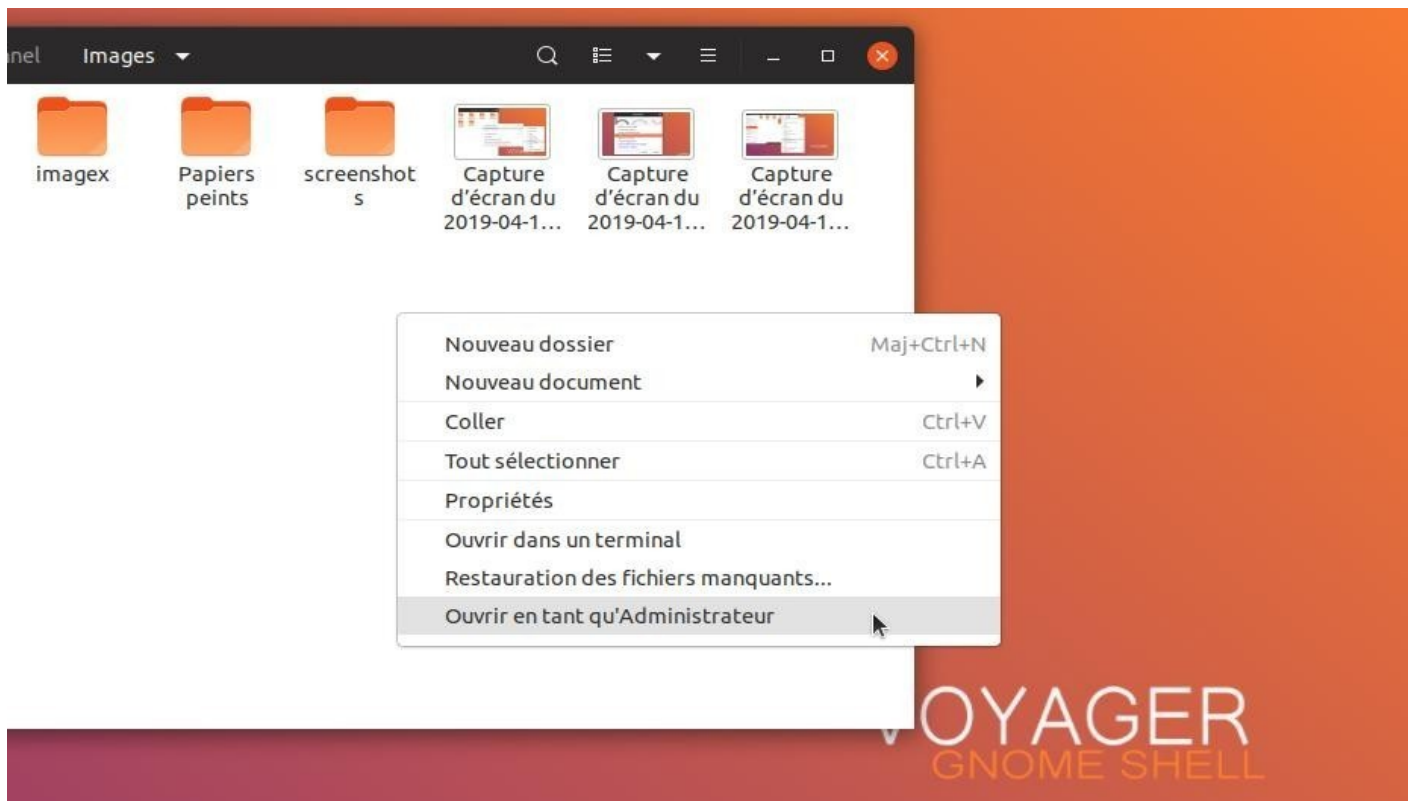 Images
imagex
Papiers
peints
screenshot
s
Capture
d'écran du
2019-04-1…
Capture
d'écran du
2019-04-1…
Capture
d'écran du
2019-04-1…
Nouveau dossier Maj+Ctrl+N
Nouveau document
Coller Ctrl+V
Tout sélectionner Ctrl+A
Propriétés
Ouvrir dans un terminal
Restauration des fichiers manquants...
Ouvrir en tant qu'Administrateur
VOYAGER
GNOME SHELL